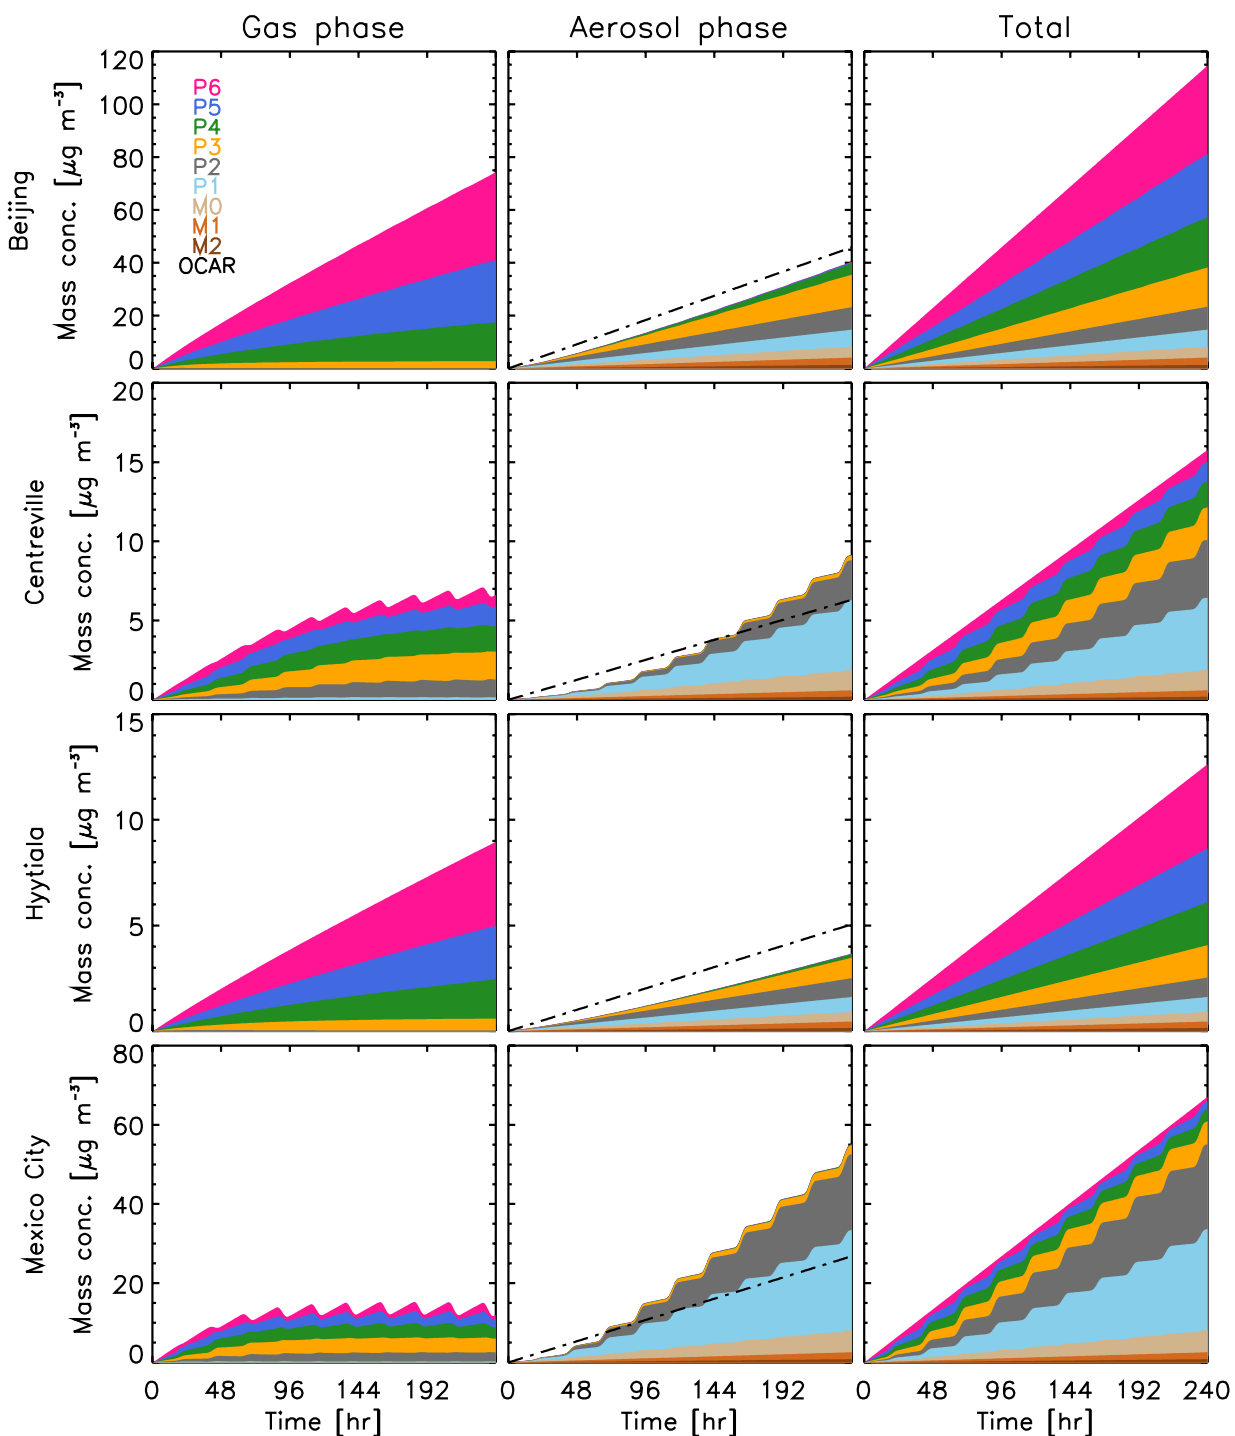 Gas phase
Aerosol phase
Total
Beijing
Mass conc. [μg m⁻³]
120
100
80
60
40
20
0
P6
P5
P4
P3
P2
P1
M0
M1
M2
OCAR
Centreville
Mass conc. [μg m⁻³]
20
15
10
5
0
Hyytiala
Mass conc. [μg m⁻³]
15
10
5
0
Mexico City
Mass conc. [μg m⁻³]
80
60
40
20
0
0 48 96 144 192
0 48 96 144 192
0 48 96 144 192 240
Time [hr]
Time [hr]
Time [hr]